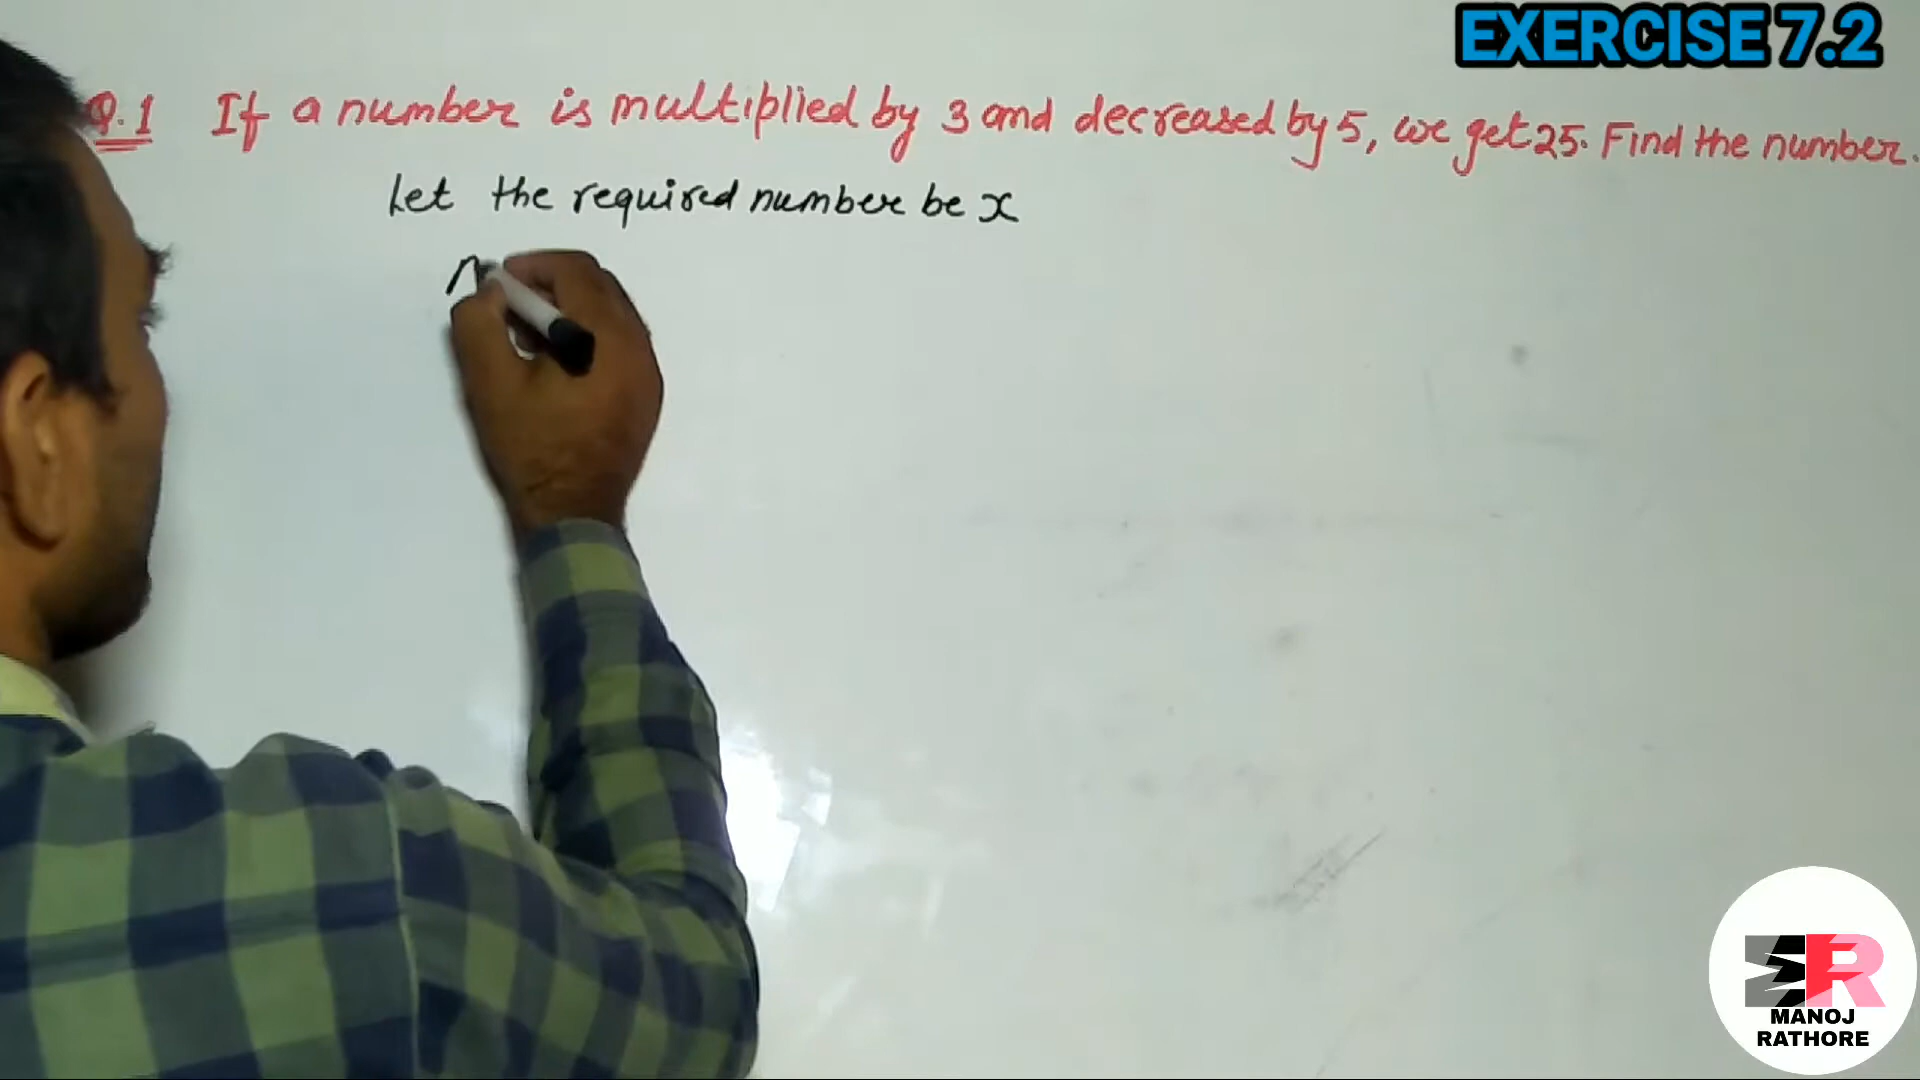 EXERCISE 7.2
Q.1 If a number is multiplied by 3 and decreased by 5, we get 25. Find the number.
Let the required number be x
MANOJ
RATHORE